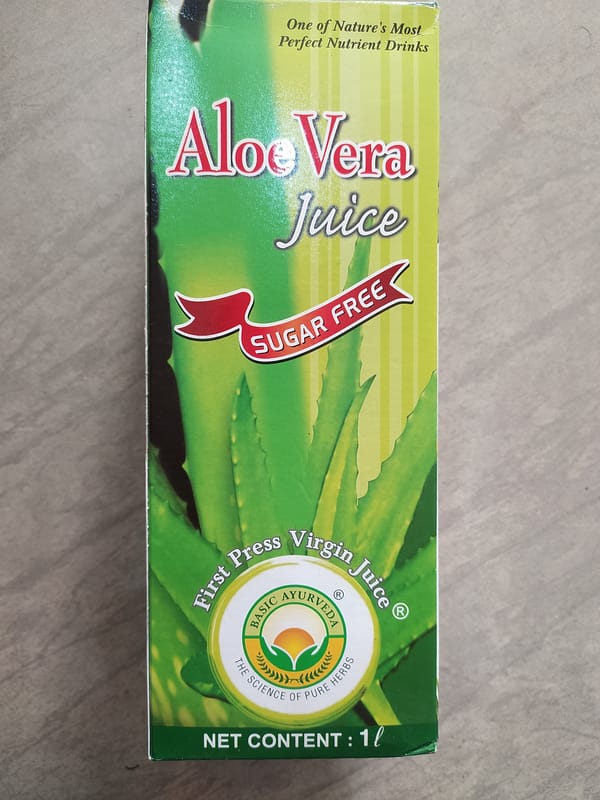 One of Nature's Most
Perfect Nutrient Drinks
Aloe Vera
Juice
SUGAR FREE
First Press Virgin Juice ®
BASIC AYURVEDA ®
THE SCIENCE OF PURE HERBS
NET CONTENT : 1l